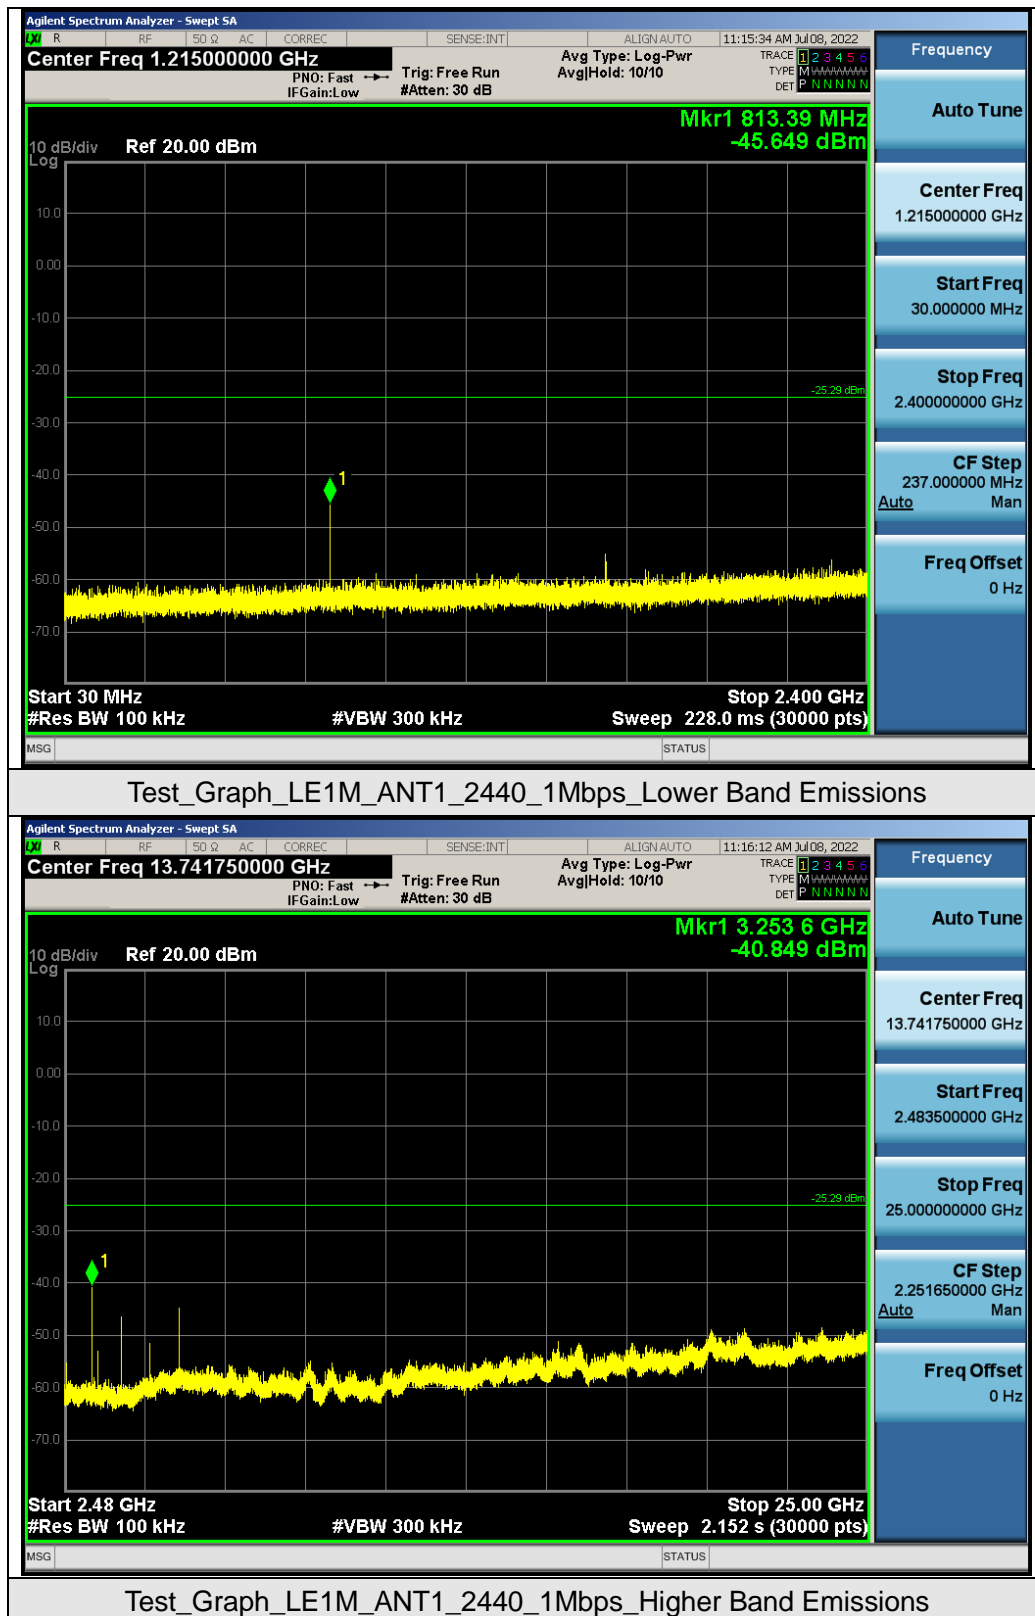 Agilent Spectrum Analyzer - Swept SA
LXI R RF 50 Ω AC CORREC SENSE:INT ALIGN AUTO 11:15:34 AM Jul 08, 2022
Center Freq 1.215000000 GHz
PNO: Fast
IFGain:Low
Trig: Free Run
#Atten: 30 dB
Avg Type: Log-Pwr
Avg|Hold: 10/10
TRACE 1 2 3 4 5 6
TYPE M
DET P N N N N N
Mkr1 813.39 MHz
-45.649 dBm
10 dB/div Ref 20.00 dBm
Log
10.0
0.00
-10.0
-20.0
-25.29 dBm
-30.0
-40.0
1
-50.0
-60.0
-70.0
Start 30 MHz Stop 2.400 GHz
#Res BW 100 kHz #VBW 300 kHz Sweep 228.0 ms (30000 pts)
MSG STATUS
Frequency
Auto Tune
Center Freq
1.215000000 GHz
Start Freq
30.000000 MHz
Stop Freq
2.400000000 GHz
CF Step
237.000000 MHz
Auto Man
Freq Offset
0 Hz
Test_Graph_LE1M_ANT1_2440_1Mbps_Lower Band Emissions
Agilent Spectrum Analyzer - Swept SA
LXI R RF 50 Ω AC CORREC SENSE:INT ALIGN AUTO 11:16:12 AM Jul 08, 2022
Center Freq 13.741750000 GHz
PNO: Fast
IFGain:Low
Trig: Free Run
#Atten: 30 dB
Avg Type: Log-Pwr
Avg|Hold: 10/10
TRACE 1 2 3 4 5 6
TYPE M
DET P N N N N N
Mkr1 3.253 6 GHz
-40.849 dBm
10 dB/div Ref 20.00 dBm
Log
10.0
0.00
-10.0
-20.0
-25.29 dBm
-30.0
1
-40.0
-50.0
-60.0
-70.0
Start 2.48 GHz Stop 25.00 GHz
#Res BW 100 kHz #VBW 300 kHz Sweep 2.152 s (30000 pts)
MSG STATUS
Frequency
Auto Tune
Center Freq
13.741750000 GHz
Start Freq
2.483500000 GHz
Stop Freq
25.000000000 GHz
CF Step
2.251650000 GHz
Auto Man
Freq Offset
0 Hz
Test_Graph_LE1M_ANT1_2440_1Mbps_Higher Band Emissions